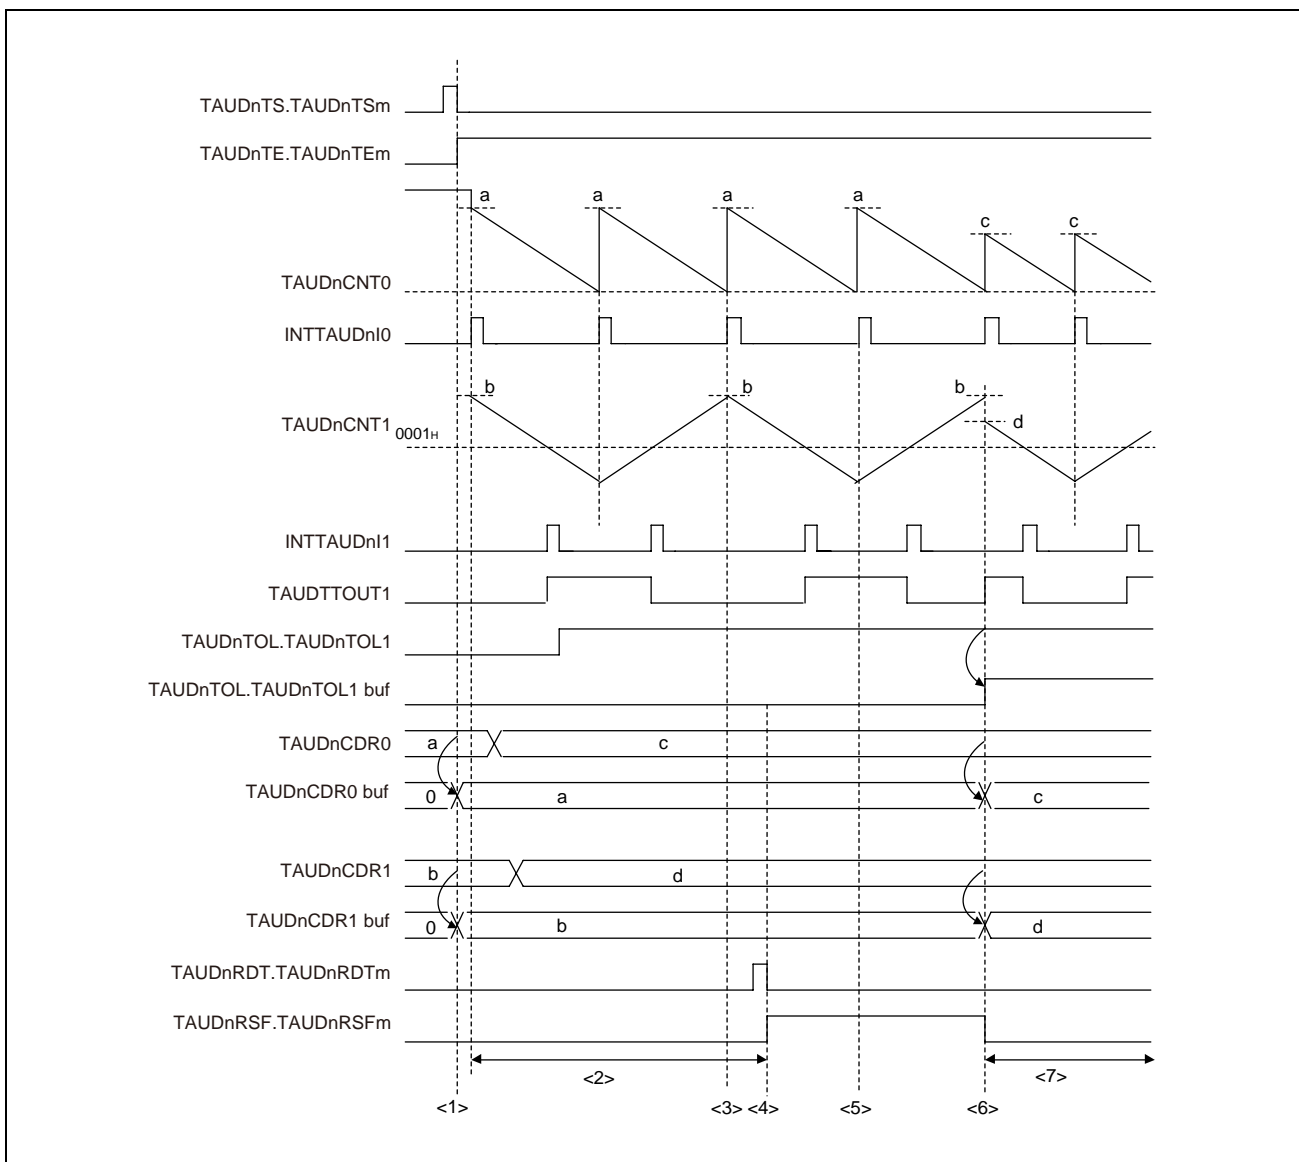 TAUDnTS.TAUDnTSm
TAUDnTE.TAUDnTEm
a a a a c c
TAUDnCNT0
INTTAUDnI0
b b b
d
TAUDnCNT1 0001H
INTTAUDnI1
TAUDTTOUT1
TAUDnTOL.TAUDnTOL1
TAUDnTOL.TAUDnTOL1 buf
TAUDnCDR0 a c
TAUDnCDR0 buf 0 a c
TAUDnCDR1 b d
TAUDnCDR1 buf 0 b d
TAUDnRDT.TAUDnRDTm
TAUDnRSF.TAUDnRSFm
<2> <7>
<1> <3> <4> <5> <6>